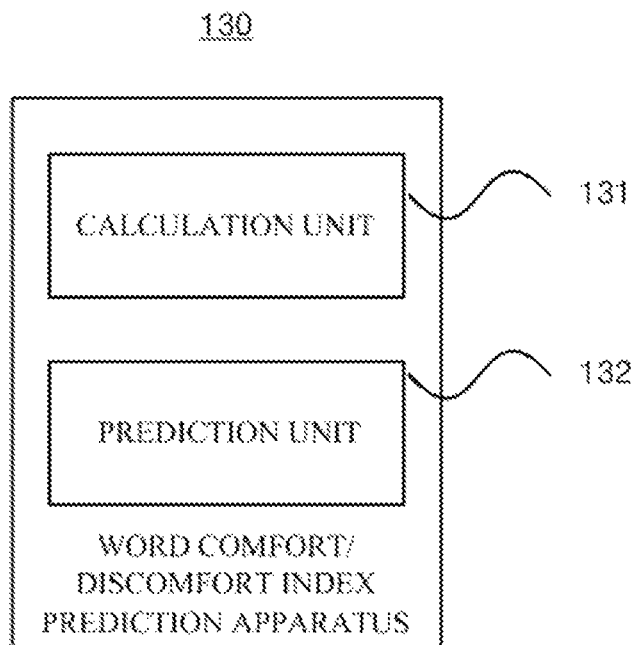 130
CALCULATION UNIT
131
PREDICTION UNIT
132
WORD COMFORT/
DISCOMFORT INDEX
PREDICTION APPARATUS